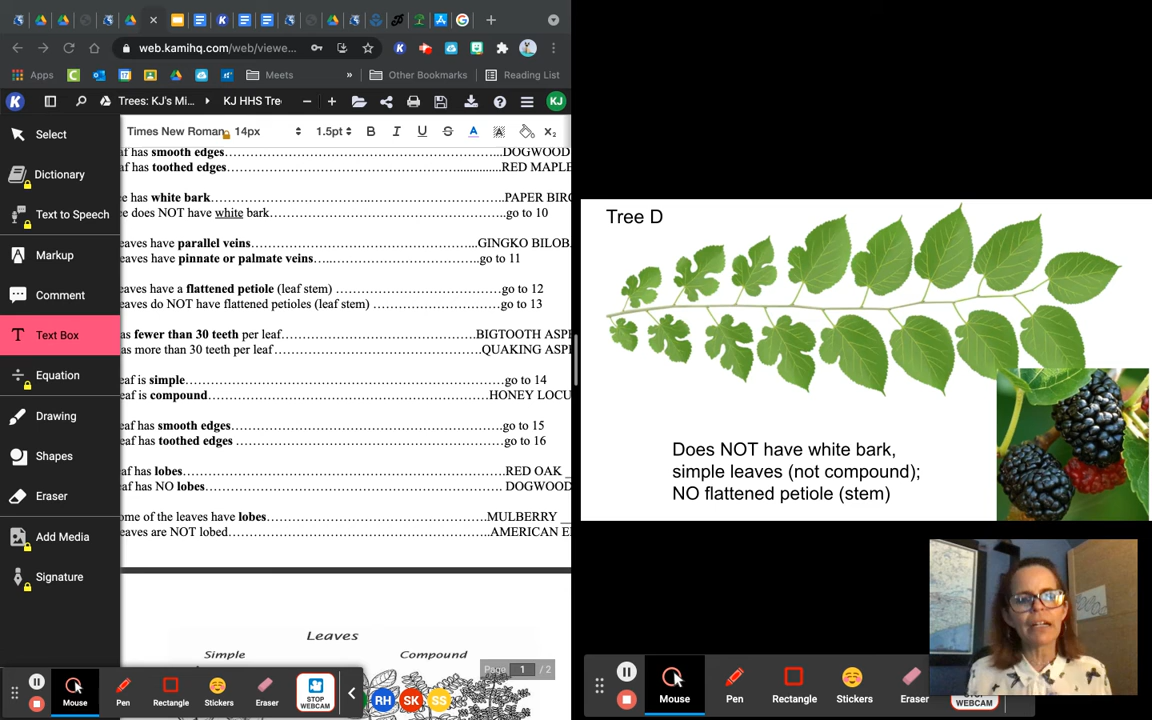 web.kamihq.com/web/viewe...
Apps
Meets
»
Other Bookmarks
Reading List
Trees: KJ's Mi...
KJ HHS Tre
KJ
Times New Roman
14px
1.5pt
B I U S A A X₂
Select
Dictionary
Text to Speech
Markup
Comment
Text Box
Equation
Drawing
Shapes
Eraser
Add Media
Signature
af has smooth edges.................DOGWOOD
af has toothed edges.................RED MAPLE
ee has white bark.................PAPER BIRC
ee does NOT have white bark.................go to 10
eaves have parallel veins.................GINGKO BILOB
eaves have pinnate or palmate veins.................go to 11
eaves have a flattened petiole (leaf stem) .................go to 12
eaves do NOT have flattened petioles (leaf stem) .................go to 13
as fewer than 30 teeth per leaf.................BIGTOOTH ASP
as more than 30 teeth per leaf.................QUAKING ASP
eaf is simple.................go to 14
eaf is compound.................HONEY LOCU
eaf has smooth edges.................go to 15
eaf has toothed edges .................go to 16
eaf has lobes.................RED OAK _
eaf has NO lobes.................DOGWOOD
ome of the leaves have lobes.................MULBERRY __
eaves are NOT lobed.................AMERICAN E
Leaves
Simple
Compound
Page 1 / 2
Mouse
Pen
Rectangle
Stickers
Eraser
STOP WEBCAM
RH SK SS
Tree D
Does NOT have white bark,
simple leaves (not compound);
NO flattened petiole (stem)
Mouse
Pen
Rectangle
Stickers
Eraser
WEBCAM